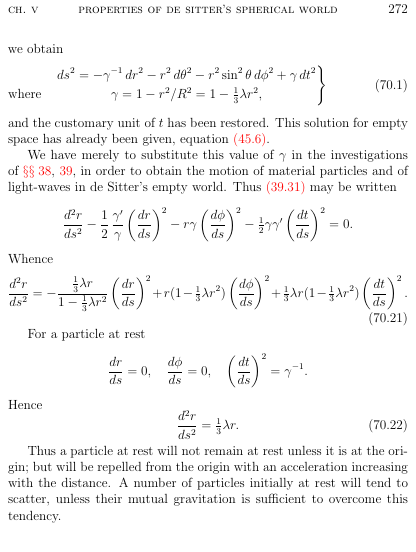 CH. V PROPERTIES OF DE SITTER'S SPHERICAL WORLD 272
we obtain
ds² = −γ⁻¹ dr² − r² dθ² − r² sin² θ dϕ² + γ dt² }
where γ = 1 − r²/R² = 1 − ⅓λr², (70.1)
and the customary unit of t has been restored. This solution for empty
space has already been given, equation (45.6).
We have merely to substitute this value of γ in the investigations
of §§ 38, 39, in order to obtain the motion of material particles and of
light-waves in de Sitter's empty world. Thus (39.31) may be written
d²r/ds² − 1/2 γ′/γ (dr/ds)² − rγ (dϕ/ds)² − ½γγ′ (dt/ds)² = 0.
Whence
d²r/ds² = − ⅓λr/(1 − ⅓λr²) (dr/ds)² + r(1−⅓λr²) (dϕ/ds)² + ⅓λr(1−⅓λr²) (dt/ds)².
(70.21)
For a particle at rest
dr/ds = 0, dϕ/ds = 0, (dt/ds)² = γ⁻¹.
Hence
d²r/ds² = ⅓λr. (70.22)
Thus a particle at rest will not remain at rest unless it is at the ori-
gin; but will be repelled from the origin with an acceleration increasing
with the distance. A number of particles initially at rest will tend to
scatter, unless their mutual gravitation is sufficient to overcome this
tendency.